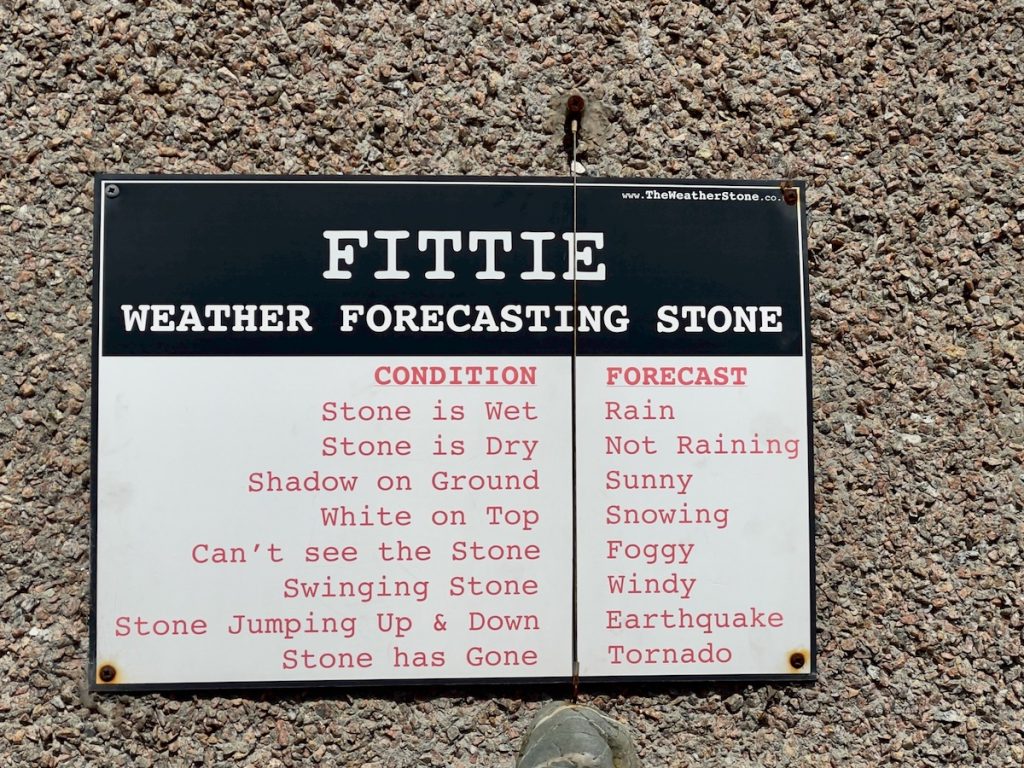 www.TheWeatherStone.co.
FITTIE
WEATHER FORECASTING STONE
CONDITION FORECAST
Stone is Wet Rain
Stone is Dry Not Raining
Shadow on Ground Sunny
White on Top Snowing
Can't see the Stone Foggy
Swinging Stone Windy
Stone Jumping Up & Down Earthquake
Stone has Gone Tornado